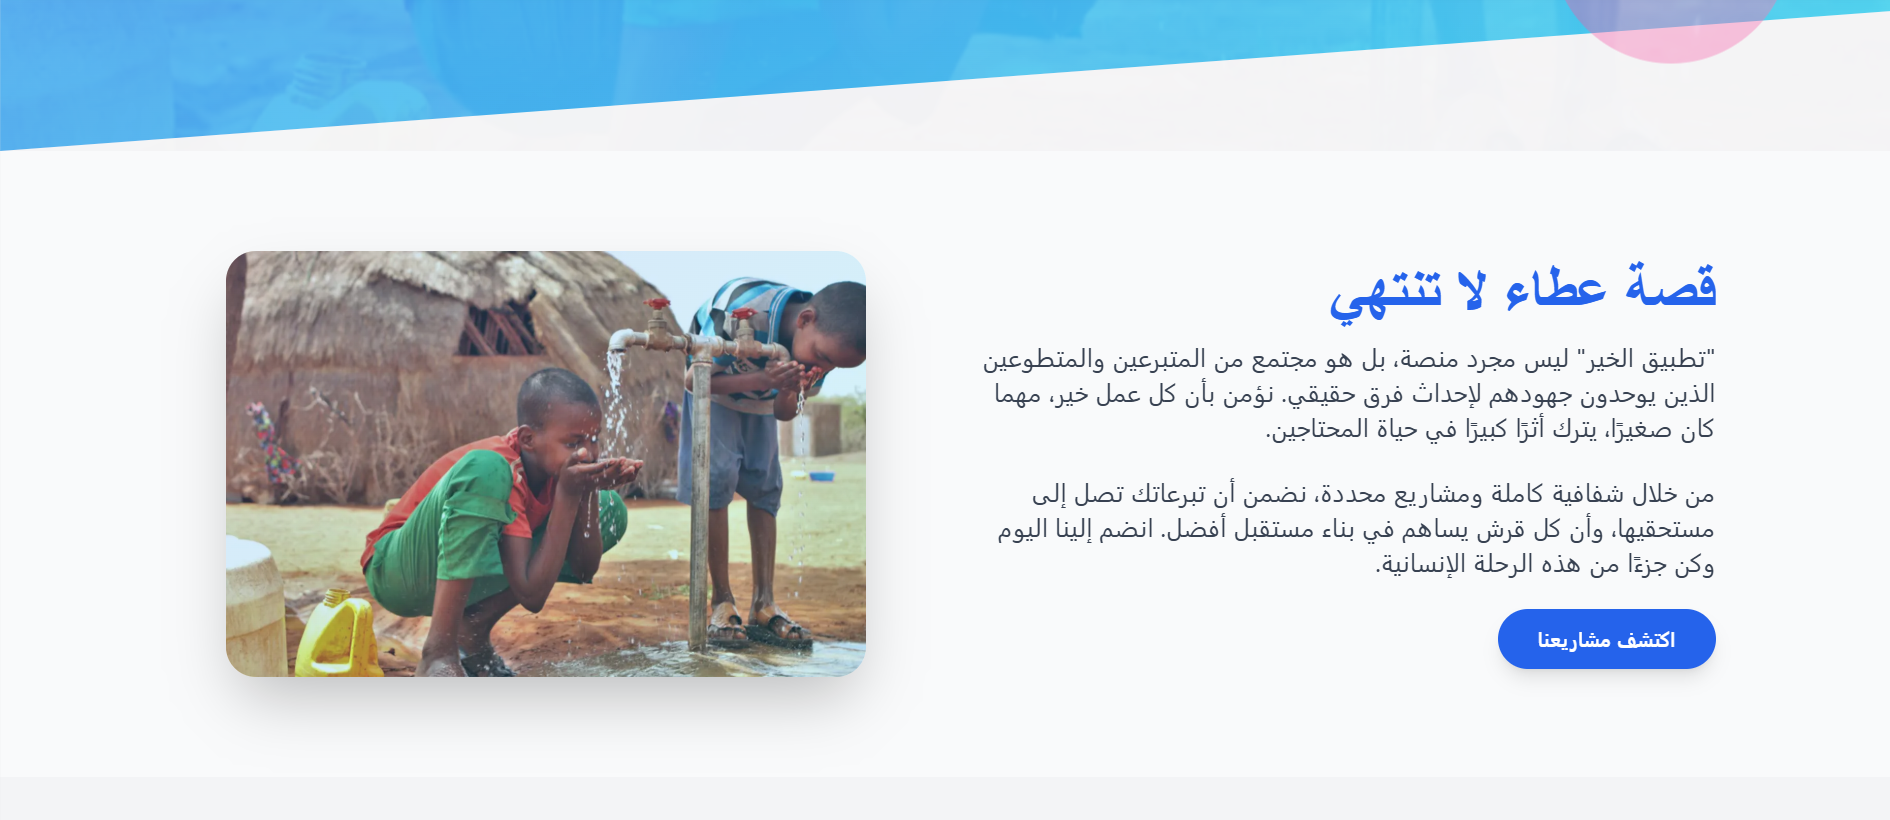 قصة عطاء لا تنتهي
"تطبيق الخير" ليس مجرد منصة، بل هو مجتمع من المتبرعين والمتطوعين
الذين يوحدون جهودهم لإحداث فرق حقيقي. نؤمن بأن كل عمل خير، مهما
كان صغيرًا، يترك أثرًا كبيرًا في حياة المحتاجين.
من خلال شفافية كاملة ومشاريع محددة، نضمن أن تبرعاتك تصل إلى
مستحقيها، وأن كل قرش يساهم في بناء مستقبل أفضل. انضم إلينا اليوم
وكن جزءًا من هذه الرحلة الإنسانية.
اكتشف مشاريعنا